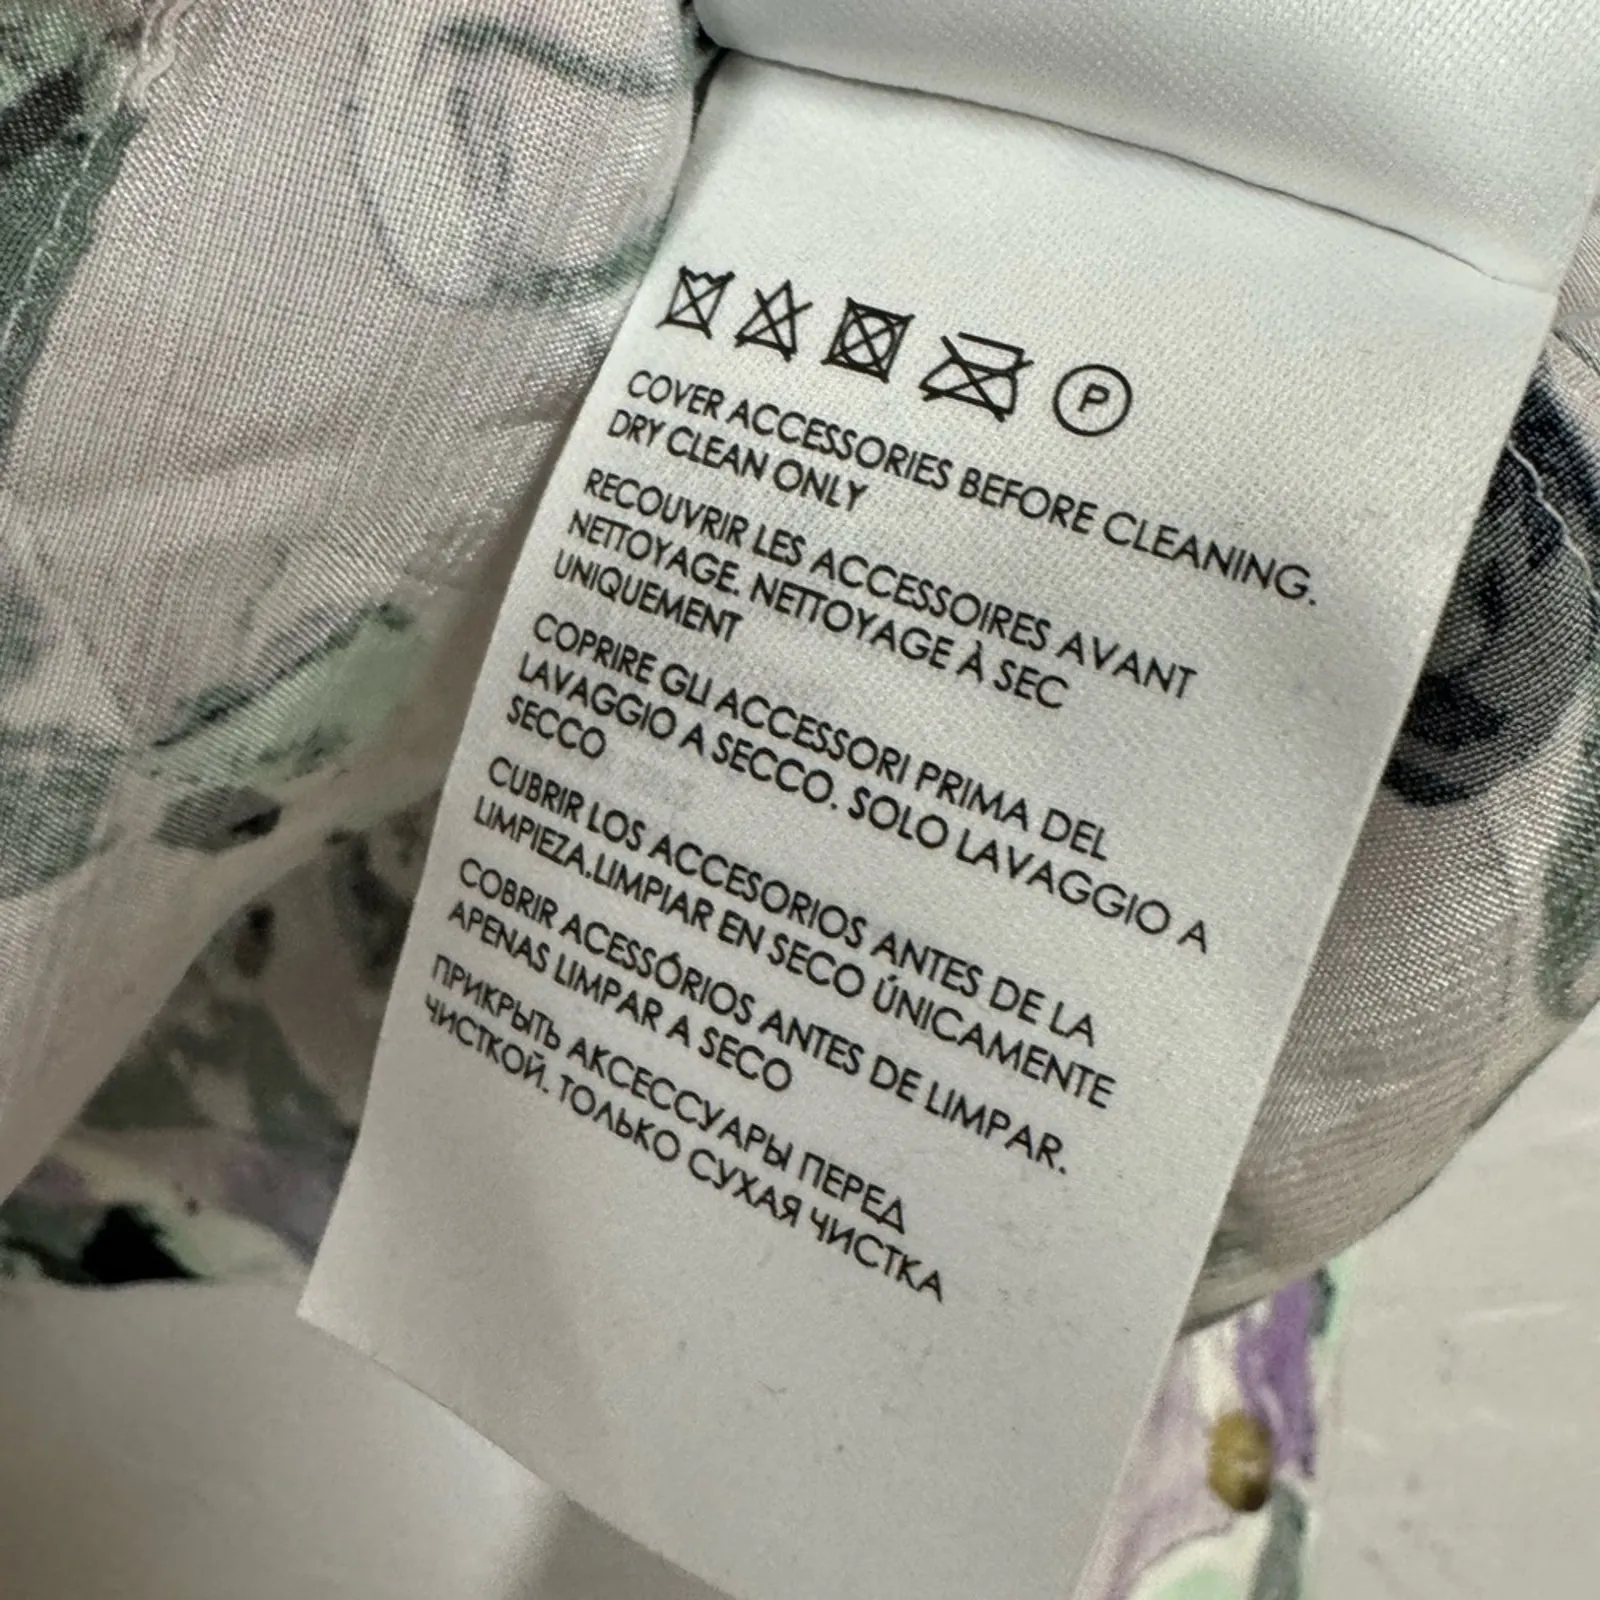 P
COVER ACCESSORIES BEFORE CLEANING.
DRY CLEAN ONLY
RECOUVRIR LES ACCESSOIRES AVANT
NETTOYAGE. NETTOYAGE À SEC
UNIQUEMENT
COPRIRE GLI ACCESSORI PRIMA DEL
LAVAGGIO A SECCO. SOLO LAVAGGIO A
SECCO
CUBRIR LOS ACCESORIOS ANTES DE LA
LIMPIEZA.LIMPIAR EN SECO ÚNICAMENTE
COBRIR ACESSÓRIOS ANTES DE LIMPAR.
APENAS LIMPAR A SECO
ПРИКРЫТЬ АКСЕССУАРЫ ПЕРЕД
ЧИСТКОЙ. ТОЛЬКО СУХАЯ ЧИСТКА